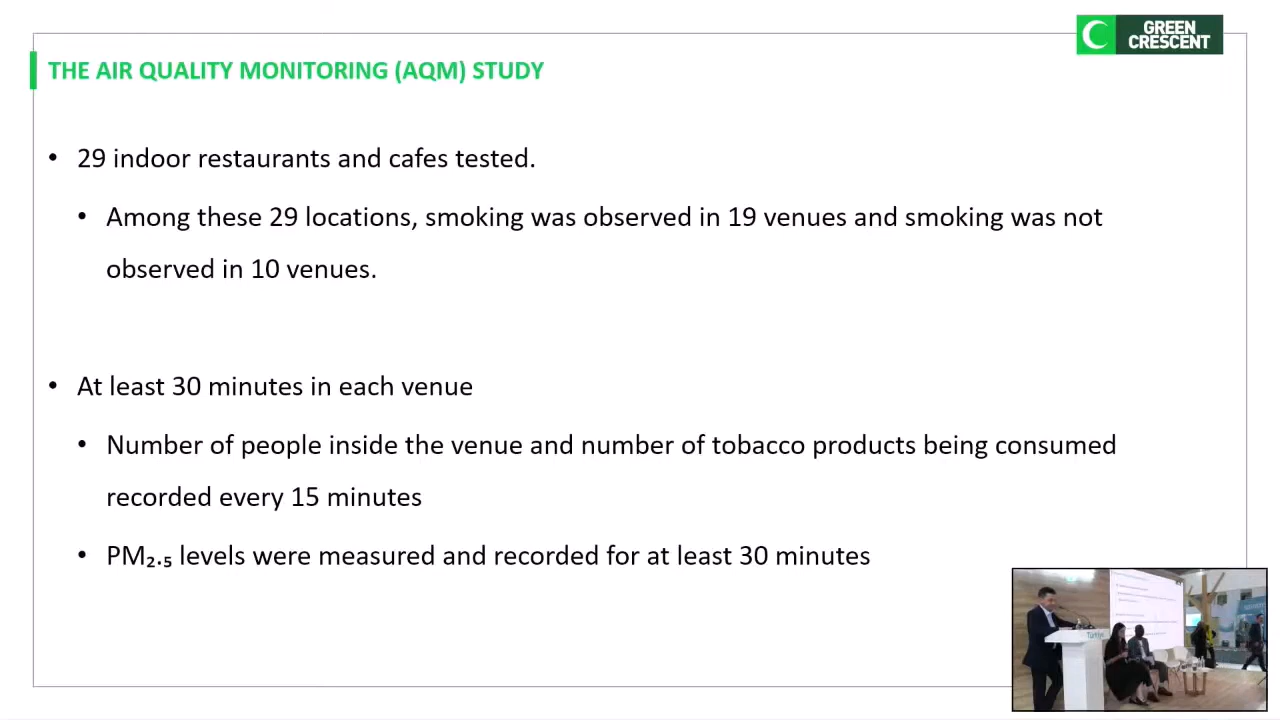 GREEN
CRESCENT
THE AIR QUALITY MONITORING (AQM) STUDY
• 29 indoor restaurants and cafes tested.
• Among these 29 locations, smoking was observed in 19 venues and smoking was not
observed in 10 venues.
• At least 30 minutes in each venue
• Number of people inside the venue and number of tobacco products being consumed
recorded every 15 minutes
• PM₂.₅ levels were measured and recorded for at least 30 minutes
Türkiye